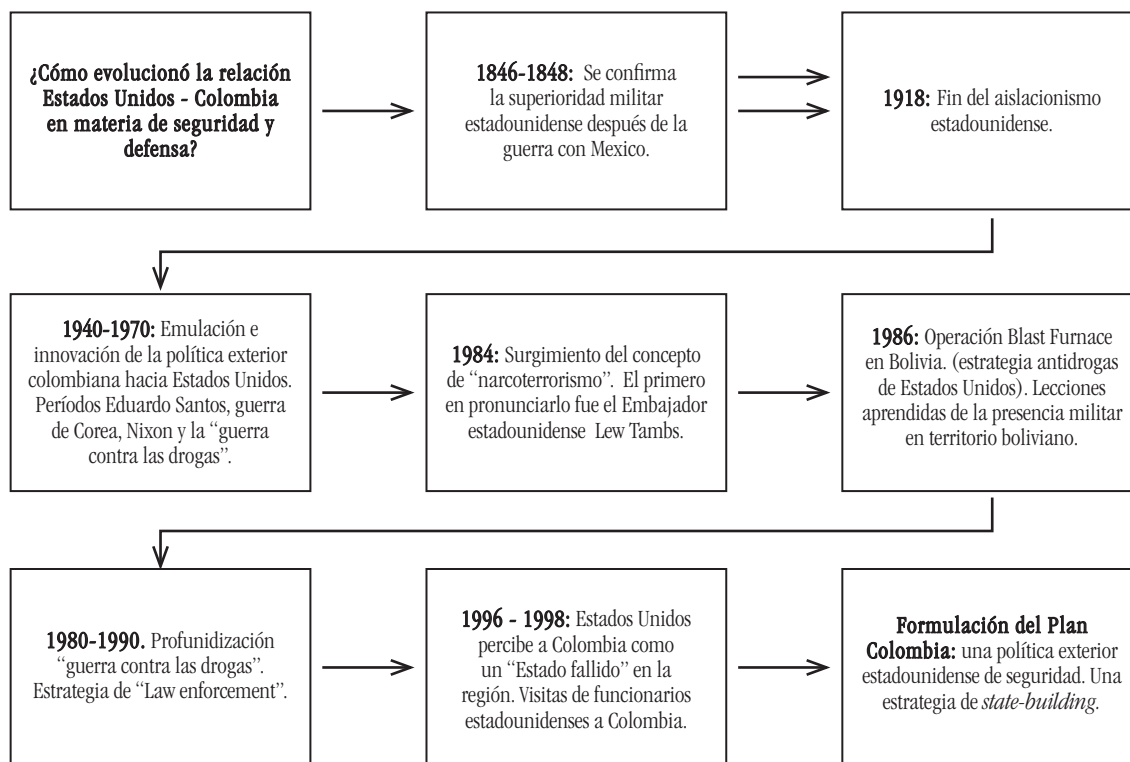 ¿Cómo evolucionó la relación
Estados Unidos - Colombia
en materia de seguridad y
defensa?
1846-1848: Se confirma
la superioridad militar
estadounidense después de la
guerra con Mexico.
1918: Fin del aislacionismo
estadounidense.
1940-1970: Emulación e
innovación de la política exterior
colombiana hacia Estados Unidos.
Períodos Eduardo Santos, guerra
de Corea, Nixon y la “guerra
contra las drogas”.
1984: Surgimiento del concepto
de “narcoterrorismo”. El primero
en pronunciarlo fue el Embajador
estadounidense Lew Tambs.
1986: Operación Blast Furnace
en Bolivia. (estrategia antidrogas
de Estados Unidos). Lecciones
aprendidas de la presencia militar
en territorio boliviano.
1980-1990. Profunidización
“guerra contra las drogas”.
Estrategia de “Law enforcement”.
1996 - 1998: Estados Unidos
percibe a Colombia como
un “Estado fallido” en la
región. Visitas de funcionarios
estadounidenses a Colombia.
Formulación del Plan
Colombia: una política exterior
estadounidense de seguridad. Una
estrategia de state-building.